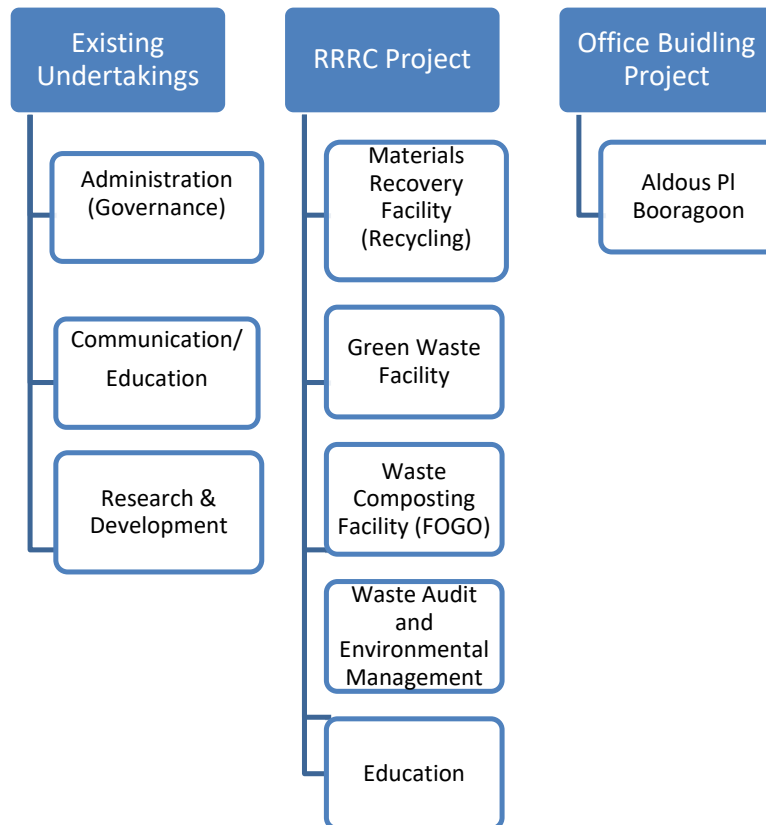 Existing
Undertakings
Administration
(Governance)
Communication/
Education
Research &
Development
RRRC Project
Materials
Recovery
Facility
(Recycling)
Green Waste
Facility
Waste
Composting
Facility (FOGO)
Waste Audit
and
Environmental
Management
Education
Office Buidling
Project
Aldous Pl
Booragoon